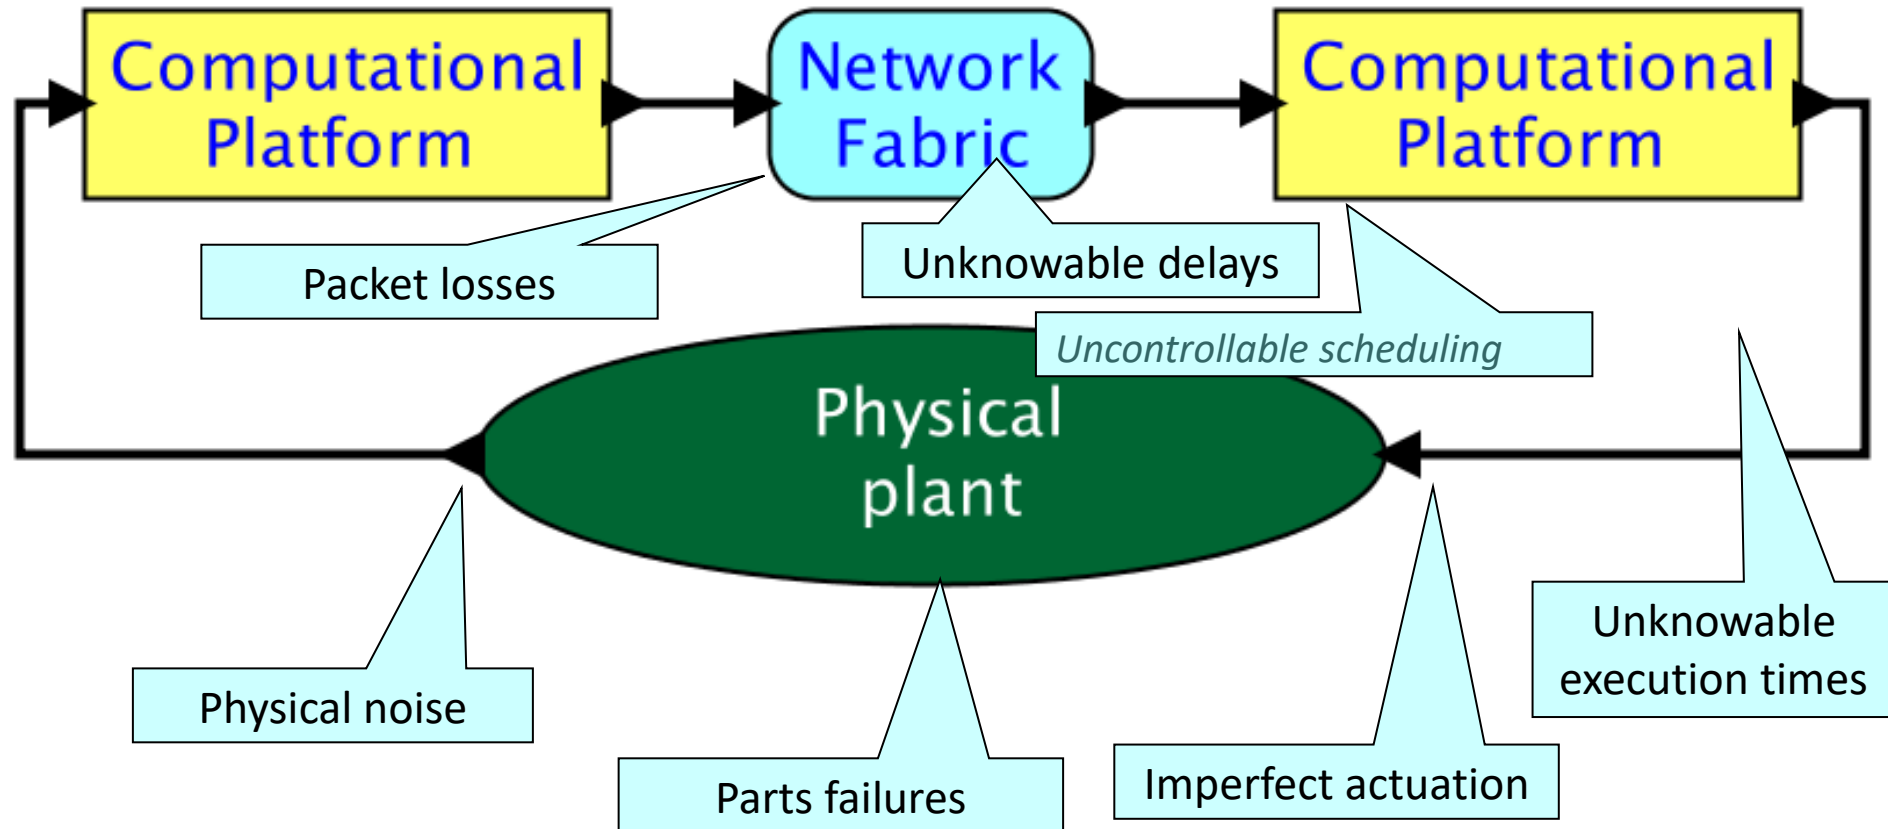 Computational
Platform
Network
Fabric
Computational
Platform
Packet losses
Unknowable delays
Uncontrollable scheduling
Physical
plant
Unknowable
execution times
Physical noise
Parts failures
Imperfect actuation